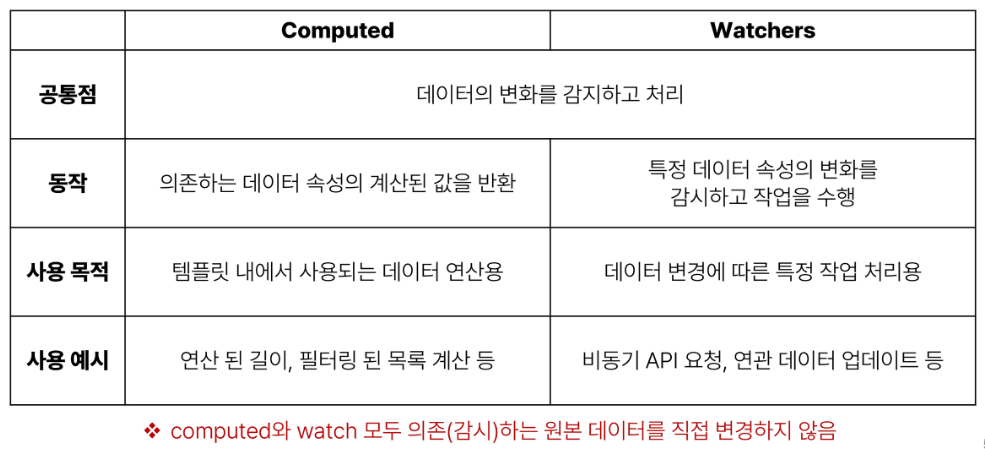 Computed Watchers
공통점 데이터의 변화를 감지하고 처리
동작 의존하는 데이터 속성의 계산된 값을 반환 특정 데이터 속성의 변화를
감시하고 작업을 수행
사용 목적 템플릿 내에서 사용되는 데이터 연산용 데이터 변경에 따른 특정 작업 처리용
사용 예시 연산 된 길이, 필터링 된 목록 계산 등 비동기 API 요청, 연관 데이터 업데이트 등
❖ computed와 watch 모두 의존(감시)하는 원본 데이터를 직접 변경하지 않음